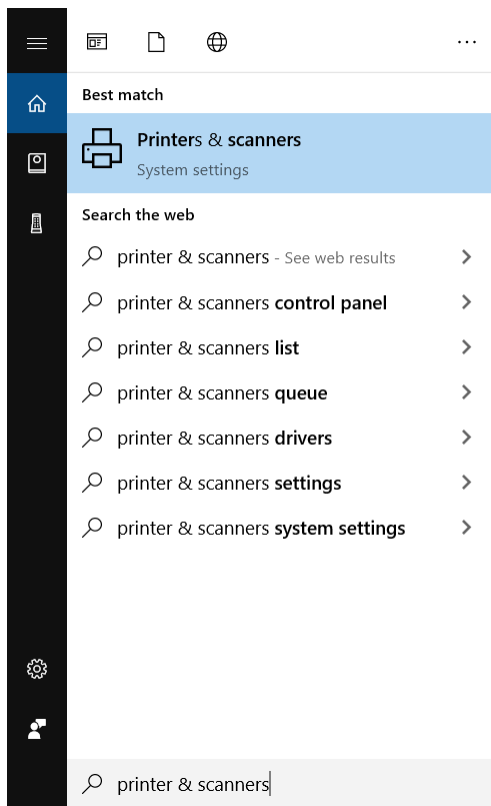 Best match
Printers & scanners
System settings
Search the web
printer & scanners - See web results
printer & scanners control panel
printer & scanners list
printer & scanners queue
printer & scanners drivers
printer & scanners settings
printer & scanners system settings
printer & scanners